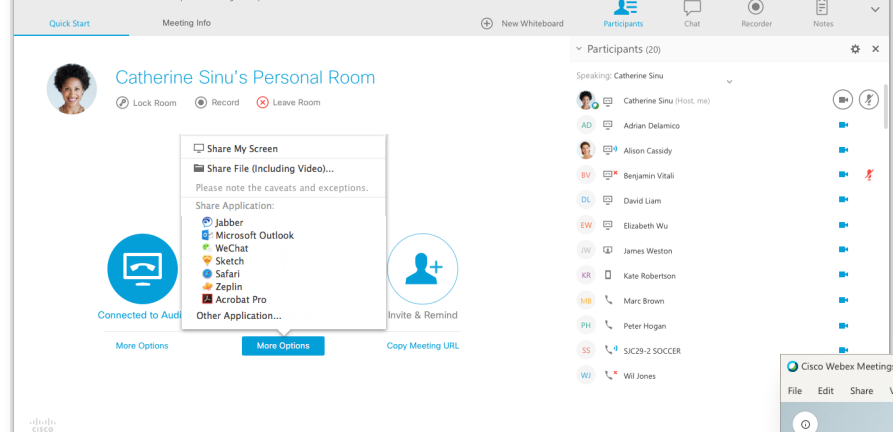 Quick Start
Meeting Info
New Whiteboard
Participants
Chat
Recorder
Notes
Catherine Sinu's Personal Room
Lock Room
Record
Leave Room
Share My Screen
Share File (Including Video)...
Please note the caveats and exceptions.
Share Application:
Jabber
Microsoft Outlook
WeChat
Sketch
Safari
Zeplin
Acrobat Pro
Other Application...
Connected to Audi
Invite & Remind
More Options
More Options
Copy Meeting URL
CISCO
Participants (20)
Speaking: Catherine Sinu
Catherine Sinu (Host, me)
AD Adrian Delamico
Alison Cassidy
BV Benjamin Vitali
DL David Liam
EW Elizabeth Wu
JW James Weston
KR Kate Robertson
MB Marc Brown
PH Peter Hogan
SS SJC29-2 SOCCER
WJ Wil Jones
Cisco Webex Meetings
File Edit Share V